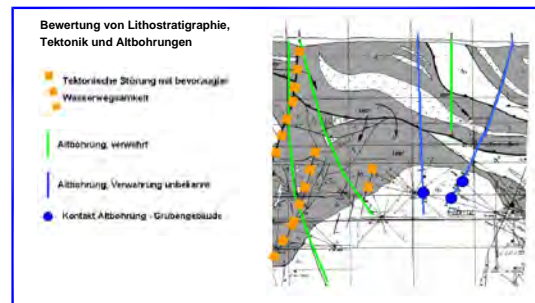 Bewertung von Lithostratigraphie,
Tektonik und Altbohrungen
Tektonische Störung mit bevorzugter
Wasserwegsamkeit
Altbohrung, verwahrt
Altbohrung, Verwahrung unbekannt
Kontakt Altbohrung - Grubengebäude